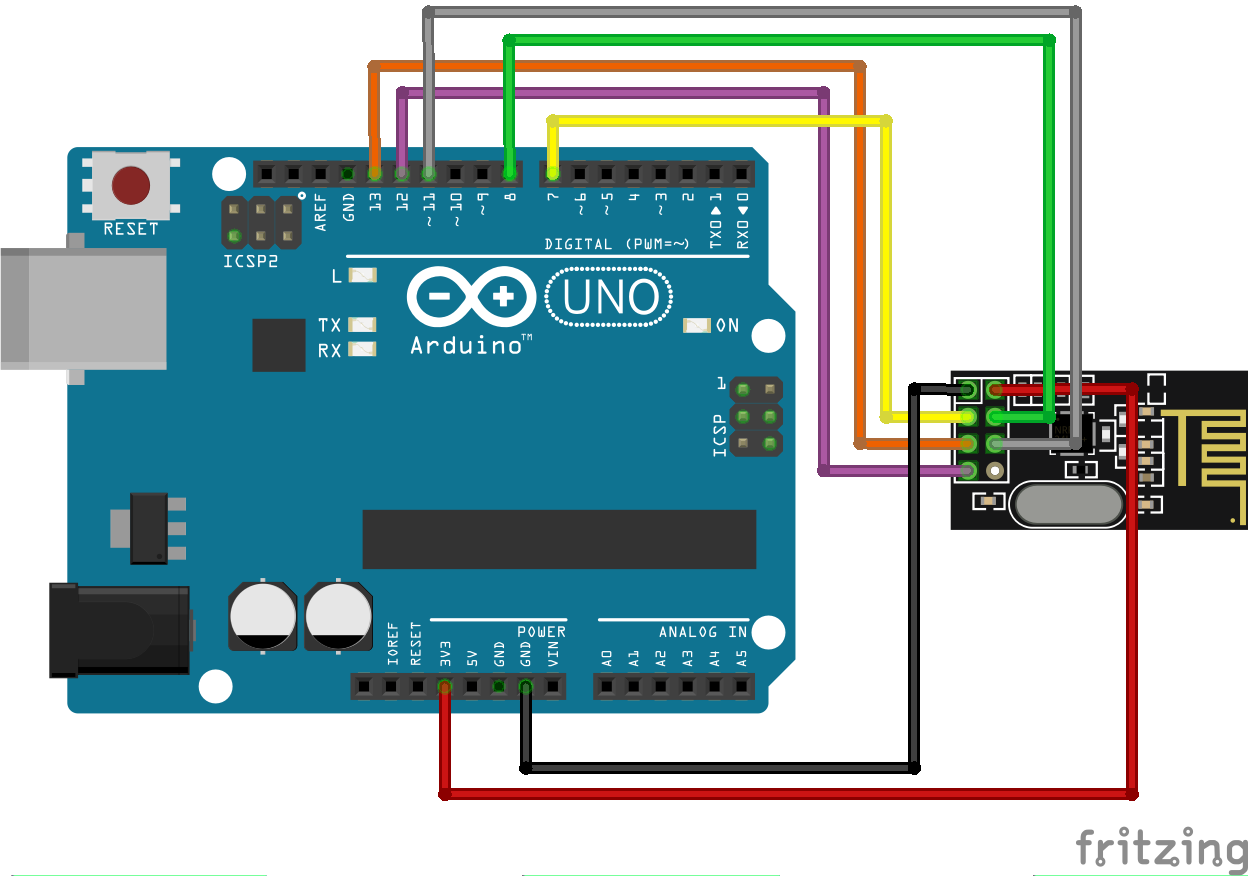 RESET
ICSP2
AREF
GND
13
12
~11
~10
~9
8
7
~6
~5
4
~3
2
TX0▶1
RX0◀0
DIGITAL (PWM=~)
L
TX
RX
UNO
Arduino™
ON
1
ICSP
IOREF
RESET
3V3
5V
GND
GND
VIN
POWER
ANALOG IN
A0
A1
A2
A3
A4
A5
fritzing